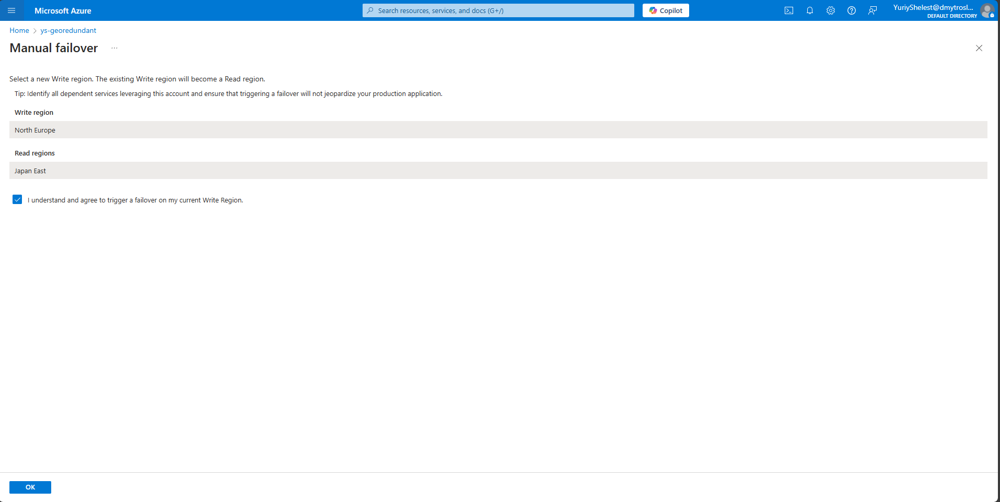 Microsoft Azure
Search resources, services, and docs (G+/)
Copilot
YuriyShelest@dmytrosl...
DEFAULT DIRECTORY
Home > ys-georedundant
Manual failover ...
Select a new Write region. The existing Write region will become a Read region.
Tip: Identify all dependent services leveraging this account and ensure that triggering a failover will not jeopardize your production application.
Write region
North Europe
Read regions
Japan East
I understand and agree to trigger a failover on my current Write Region.
OK